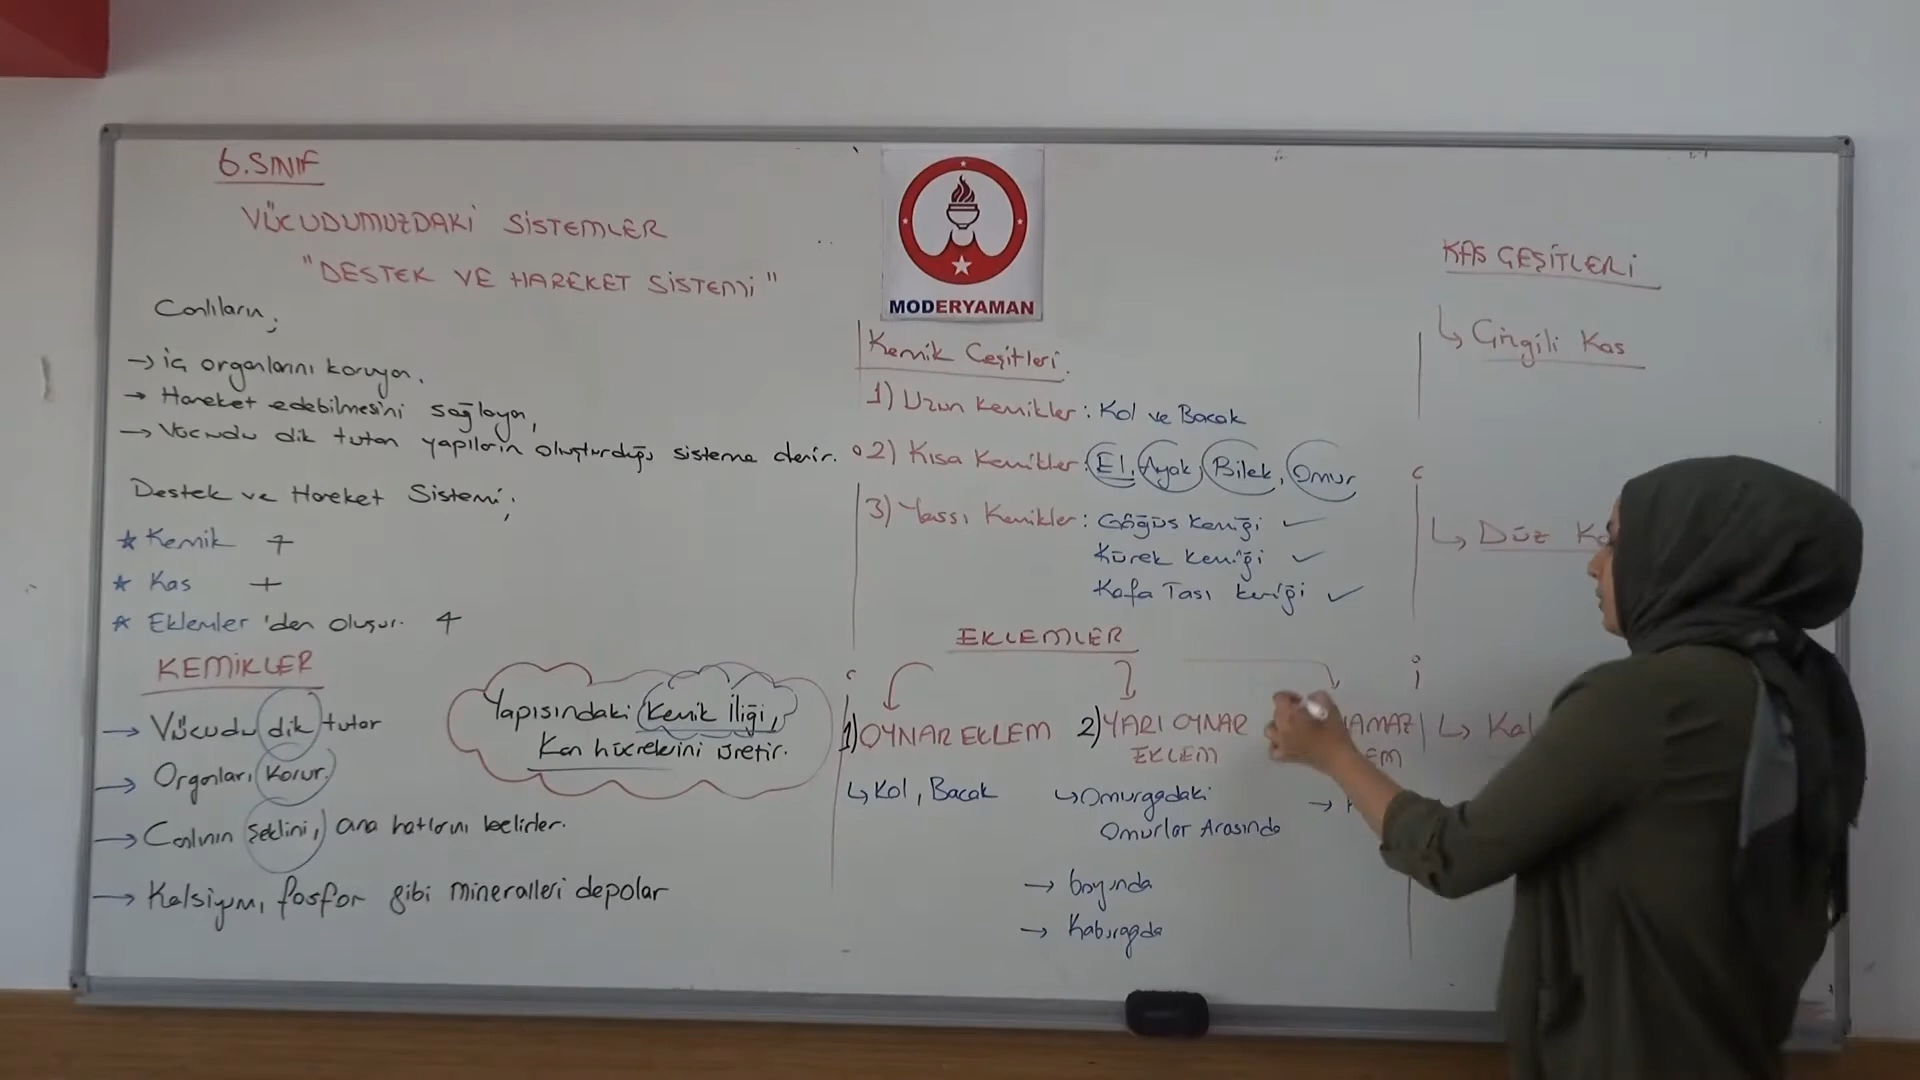 6.SINIF
VÜCUDUMUZDAKİ SİSTEMLER
"DESTEK VE HAREKET SİSTEMİ"
Canlıların;
→ iç organlarını koruyan,
→ Hareket edebilmesini sağlayan,
→ Vücudu dik tutan yapıların oluşturduğu sisteme denir.
Destek ve Hareket Sistemi;
★ Kemik +
★ Kas +
★ Eklemler 'den oluşur. +
KEMİKLER
→ Vücudu dik tutar
→ Organları Korur.
→ Canlının şeklini, ana hatlarını belirler.
→ Kalsiyum, fosfor gibi mineralleri depolar
Yapısındaki Kemik İliği,
Kan hücrelerini üretir.
MODERYAMAN
Kemik Çeşitleri.
1) Uzun Kemikler: Kol ve Bacak
2) Kısa Kemikler: El, Ayak, Bilek, Omur
3) Yassı Kemikler: Göğüs kemiği ✓
Kürek kemiği ✓
Kafa Tası kemiği ✓
EKLEMLER
1) OYNAR EKLEM
↳ Kol, Bacak
2) YARI OYNAR
EKLEM
↳ Omurgadaki
Omurlar Arasında
→ boyunda
→ Kaburgada
KAS ÇEŞİTLERİ
↳ Çizgili Kas
↳ Düz